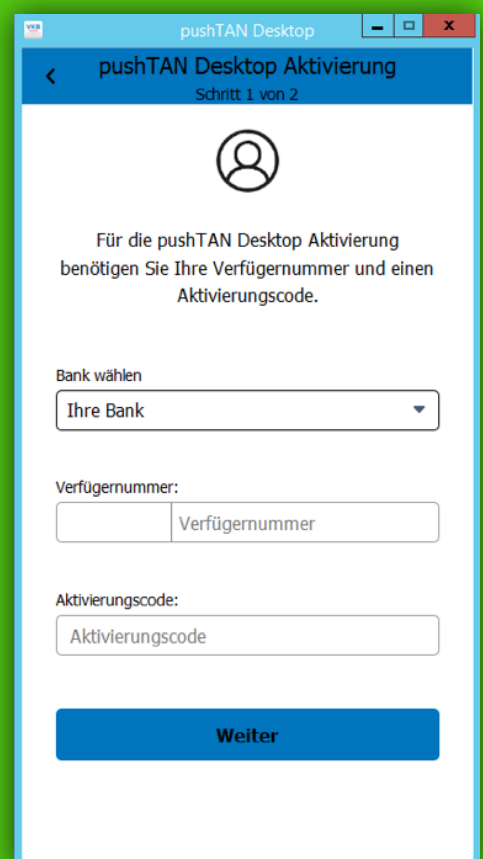 VKB
pushTAN Desktop
pushTAN Desktop Aktivierung
Schritt 1 von 2
Für die pushTAN Desktop Aktivierung
benötigen Sie Ihre Verfügernummer und einen
Aktivierungscode.
Bank wählen
Ihre Bank
Verfügernummer:
Verfügernummer
Aktivierungscode:
Aktivierungscode
Weiter